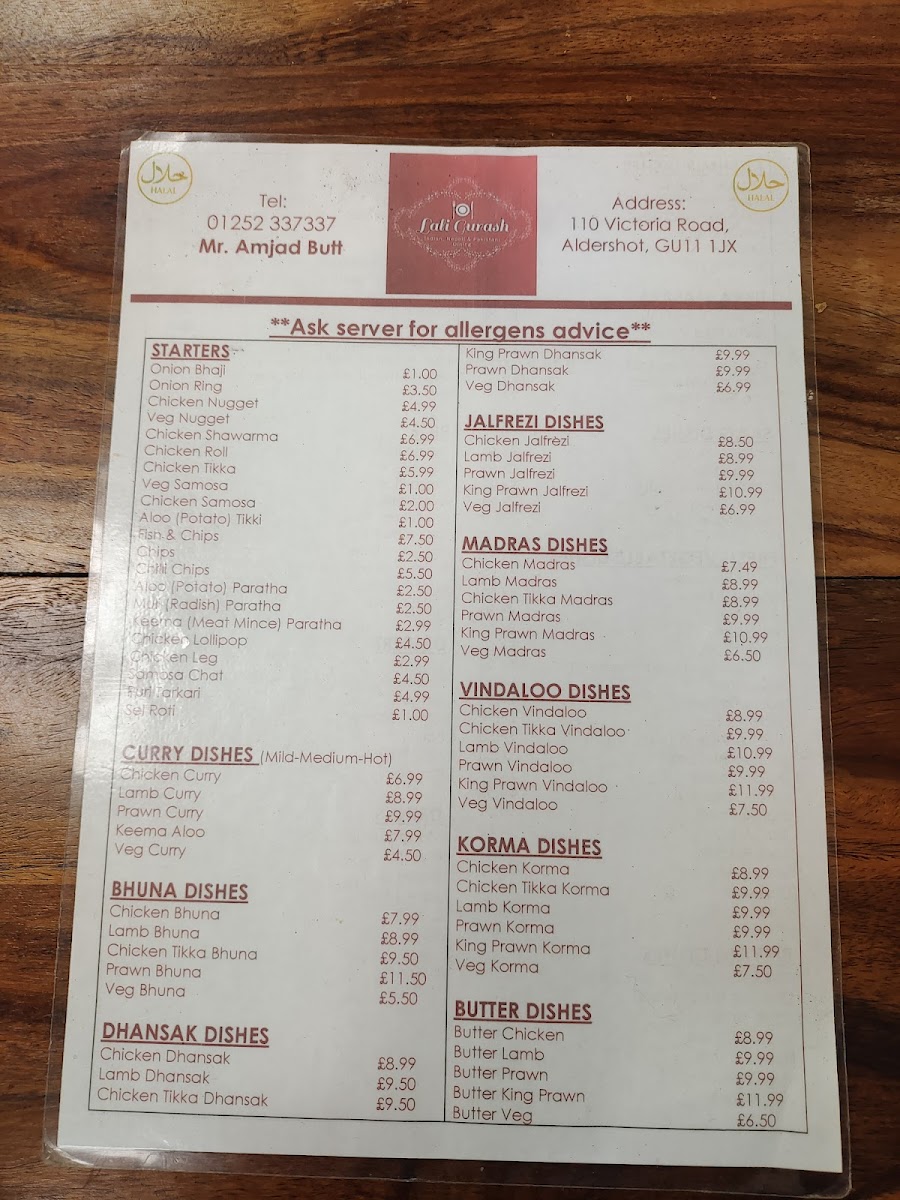 حلال
HALAL
Tel:
01252 337337
Mr. Amjad Butt
Lali Gurash
Indian, Nepali & Pakistani
Dining
Address:
110 Victoria Road,
Aldershot, GU11 1JX
حلال
HALAL
**Ask server for allergens advice**
STARTERS
Onion Bhaji £1.00
Onion Ring £3.50
Chicken Nugget £4.99
Veg Nugget £4.50
Chicken Shawarma £6.99
Chicken Roll £6.99
Chicken Tikka £5.99
Veg Samosa £1.00
Chicken Samosa £2.00
Aloo (Potato) Tikki £1.00
Fish & Chips £7.50
Chips £2.50
Chilli Chips £5.50
Aloo (Potato) Paratha £2.50
Muli (Radish) Paratha £2.50
Keema (Meat Mince) Paratha £2.99
Chicken Lollipop £4.50
Chicken Leg £2.99
Samosa Chat £4.50
Puri Tarkari £4.99
Sel Roti £1.00
CURRY DISHES (Mild-Medium-Hot)
Chicken Curry £6.99
Lamb Curry £8.99
Prawn Curry £9.99
Keema Aloo £7.99
Veg Curry £4.50
BHUNA DISHES
Chicken Bhuna £7.99
Lamb Bhuna £8.99
Chicken Tikka Bhuna £9.50
Prawn Bhuna £11.50
Veg Bhuna £5.50
DHANSAK DISHES
Chicken Dhansak £8.99
Lamb Dhansak £9.50
Chicken Tikka Dhansak £9.50
King Prawn Dhansak £9.99
Prawn Dhansak £9.99
Veg Dhansak £6.99
JALFREZI DISHES
Chicken Jalfrèzi £8.50
Lamb Jalfrezi £8.99
Prawn Jalfrezi £9.99
King Prawn Jalfrezi £10.99
Veg Jalfrezi £6.99
MADRAS DISHES
Chicken Madras £7.49
Lamb Madras £8.99
Chicken Tikka Madras £8.99
Prawn Madras £9.99
King Prawn Madras £10.99
Veg Madras £6.50
VINDALOO DISHES
Chicken Vindaloo £8.99
Chicken Tikka Vindaloo £9.99
Lamb Vindaloo £10.99
Prawn Vindaloo £9.99
King Prawn Vindaloo £11.99
Veg Vindaloo £7.50
KORMA DISHES
Chicken Korma £8.99
Chicken Tikka Korma £9.99
Lamb Korma £9.99
Prawn Korma £9.99
King Prawn Korma £11.99
Veg Korma £7.50
BUTTER DISHES
Butter Chicken £8.99
Butter Lamb £9.99
Butter Prawn £9.99
Butter King Prawn £11.99
Butter Veg £6.50